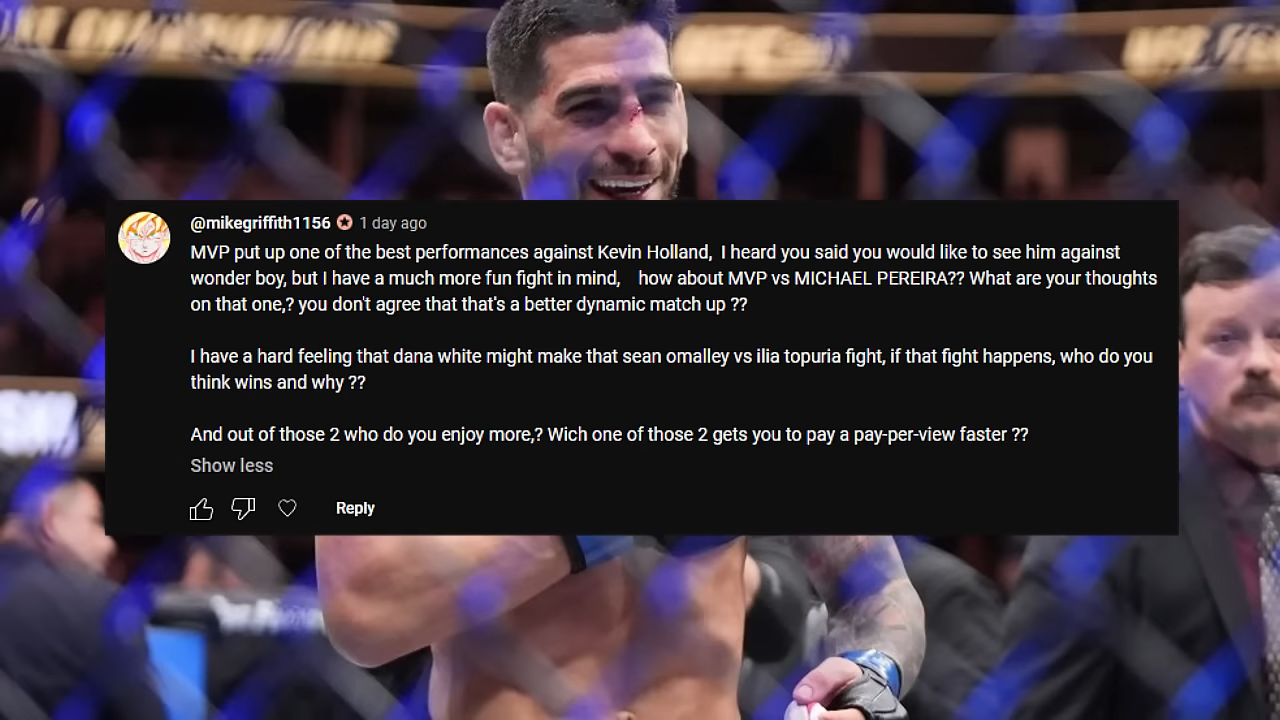 @mikegriffith1156 1 day ago
MVP put up one of the best performances against Kevin Holland,  I heard you said you would like to see him against
wonder boy, but I have a much more fun fight in mind,    how about MVP vs MICHAEL PEREIRA?? What are your thoughts
on that one,? you don't agree that that's a better dynamic match up ??
I have a hard feeling that dana white might make that sean omalley vs ilia topuria fight, if that fight happens, who do you
think wins and why ??
And out of those 2 who do you enjoy more,? Wich one of those 2 gets you to pay a pay-per-view faster ??
Show less
Reply